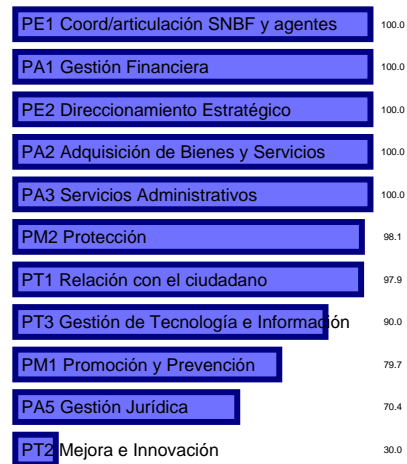 PE1 Coord/articulación SNBF y agentes 100.0
PA1 Gestión Financiera 100.0
PE2 Direccionamiento Estratégico 100.0
PA2 Adquisición de Bienes y Servicios 100.0
PA3 Servicios Administrativos 100.0
PM2 Protección 98.1
PT1 Relación con el ciudadano 97.9
PT3 Gestión de Tecnología e Información 90.0
PM1 Promoción y Prevención 79.7
PA5 Gestión Jurídica 70.4
PT2 Mejora e Innovación 30.0